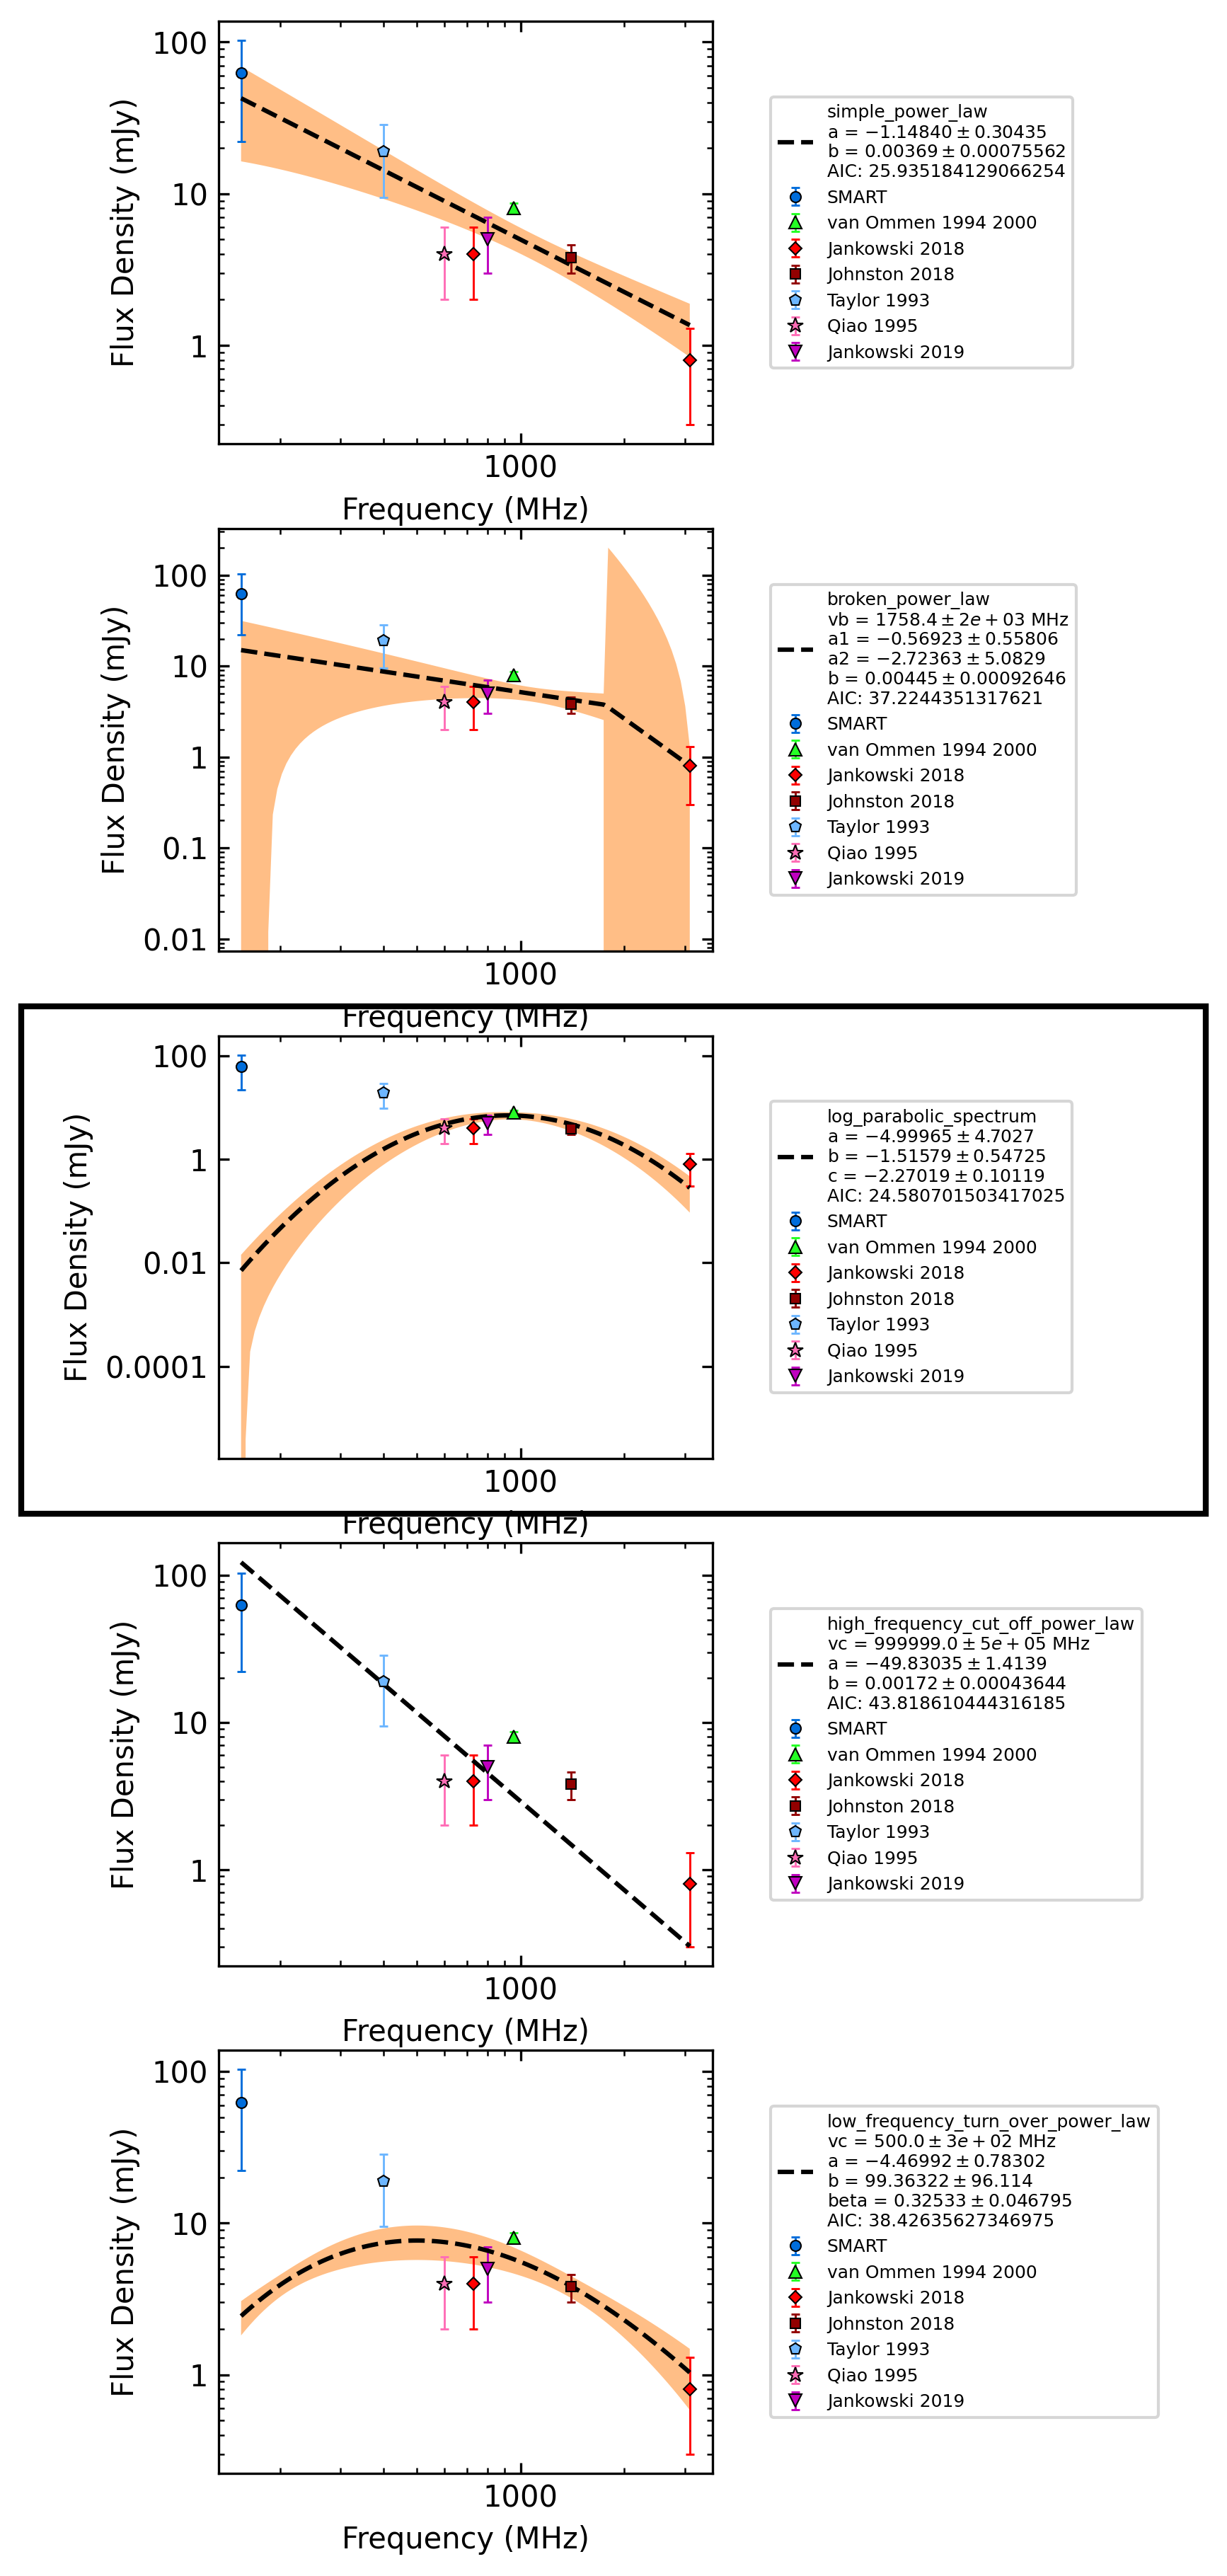 100
10
1
Flux Density (mJy)
1000
Frequency (MHz)
simple_power_law
a = −1.14840 ± 0.30435
b = 0.00369 ± 0.00075562
AIC: 25.935184129066254
SMART
van Ommen 1994 2000
Jankowski 2018
Johnston 2018
Taylor 1993
Qiao 1995
Jankowski 2019
100
10
1
0.1
0.01
Flux Density (mJy)
1000
Frequency (MHz)
broken_power_law
vb = 1758.4 ± 2e + 03 MHz
a1 = −0.56923 ± 0.55806
a2 = −2.72363 ± 5.0829
b = 0.00445 ± 0.00092646
AIC: 37.2244351317621
SMART
van Ommen 1994 2000
Jankowski 2018
Johnston 2018
Taylor 1993
Qiao 1995
Jankowski 2019
100
1
0.01
0.0001
Flux Density (mJy)
1000
Frequency (MHz)
log_parabolic_spectrum
a = −4.99965 ± 4.7027
b = −1.51579 ± 0.54725
c = −2.27019 ± 0.10119
AIC: 24.580701503417025
SMART
van Ommen 1994 2000
Jankowski 2018
Johnston 2018
Taylor 1993
Qiao 1995
Jankowski 2019
100
10
1
Flux Density (mJy)
1000
Frequency (MHz)
high_frequency_cut_off_power_law
vc = 999999.0 ± 5e + 05 MHz
a = −49.83035 ± 1.4139
b = 0.00172 ± 0.00043644
AIC: 43.818610444316185
SMART
van Ommen 1994 2000
Jankowski 2018
Johnston 2018
Taylor 1993
Qiao 1995
Jankowski 2019
100
10
1
Flux Density (mJy)
1000
Frequency (MHz)
low_frequency_turn_over_power_law
vc = 500.0 ± 3e + 02 MHz
a = −4.46992 ± 0.78302
b = 99.36322 ± 96.114
beta = 0.32533 ± 0.046795
AIC: 38.42635627346975
SMART
van Ommen 1994 2000
Jankowski 2018
Johnston 2018
Taylor 1993
Qiao 1995
Jankowski 2019